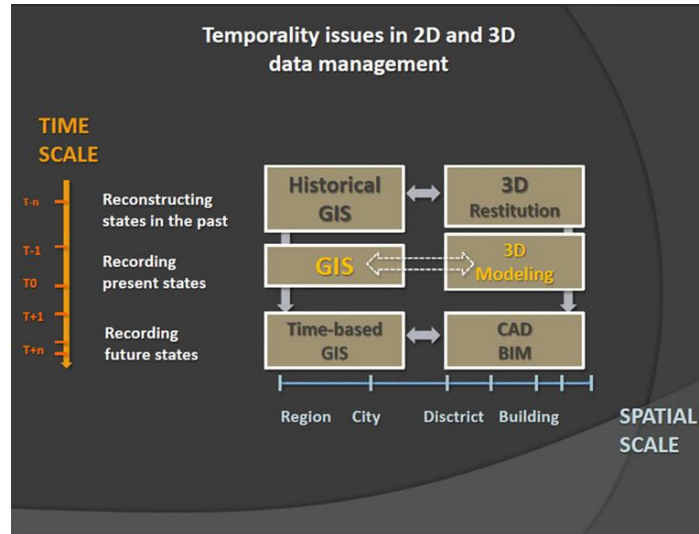 Temporality issues in 2D and 3D
data management
TIME
SCALE
T-n
T-1
T0
T+1
T+n
Reconstructing
states in the past
Recording
present states
Recording
future states
Historical
GIS
3D
Restitution
GIS
3D
Modeling
Time-based
GIS
CAD
BIM
Region
City
Disctrict
Building
SPATIAL
SCALE